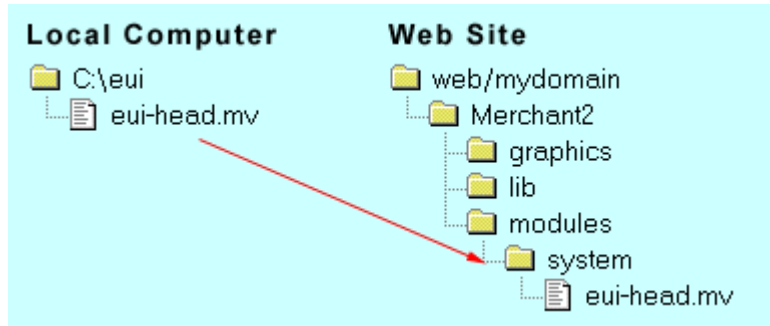 Local Computer
C:\eui
eui-head.mv
Web Site
web/mydomain
Merchant2
graphics
lib
modules
system
eui-head.mv